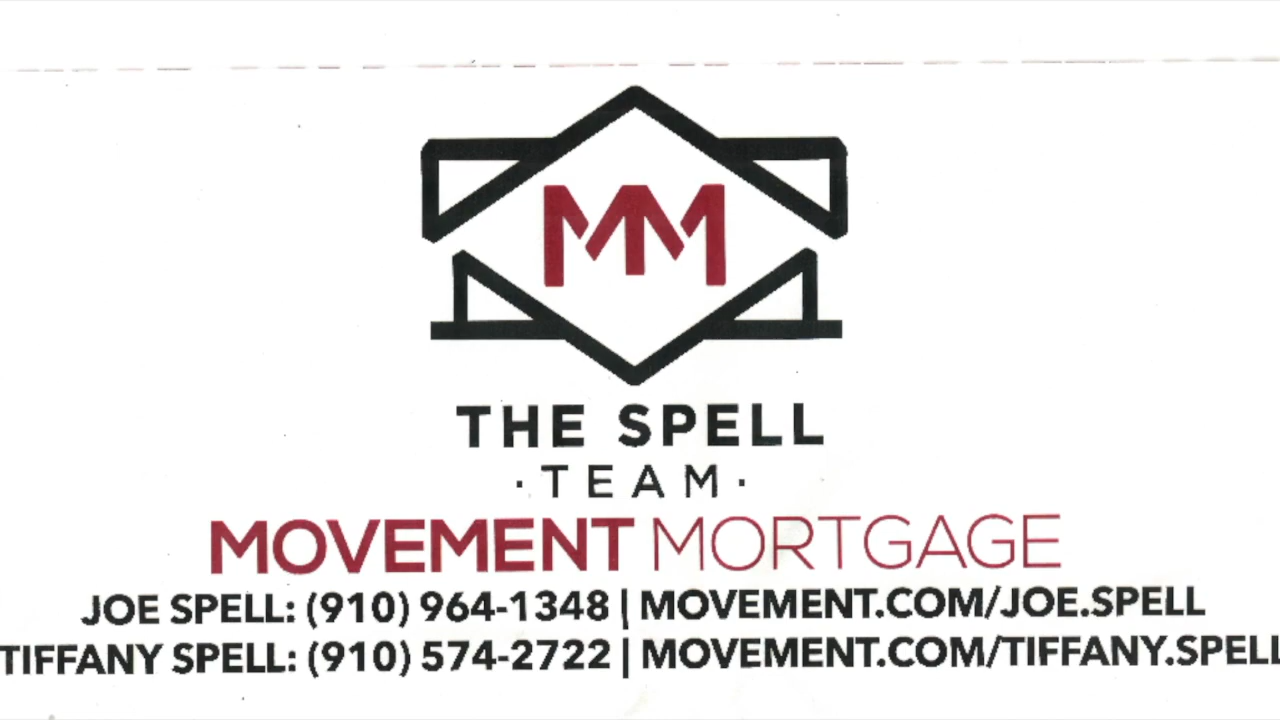 MM
THE SPELL
· TEAM ·
MOVEMENT MORTGAGE
JOE SPELL: (910) 964-1348 | MOVEMENT.COM/JOE.SPELL
TIFFANY SPELL: (910) 574-2722 | MOVEMENT.COM/TIFFANY.SPELL